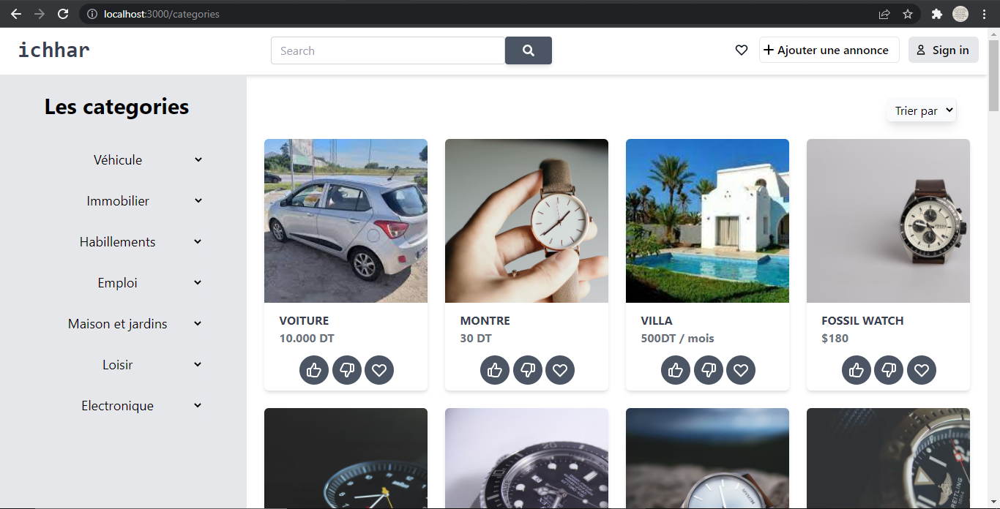 localhost:3000/categories
ichhar
Search
Ajouter une annonce
Sign in
Les categories
Trier par
Véhicule
Immobilier
Habillements
Emploi
Maison et jardins
Loisir
Electronique
VOITURE
10.000 DT
MONTRE
30 DT
VILLA
500DT / mois
FOSSIL WATCH
$180